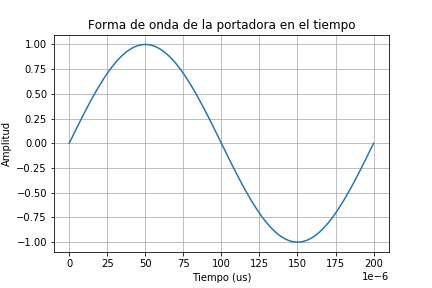 Forma de onda de la portadora en el tiempo
1.00
0.75
0.50
0.25
0.00
−0.25
−0.50
−0.75
−1.00
Amplitud
0 25 50 75 100 125 150 175 200
Tiempo (us)
1e−6